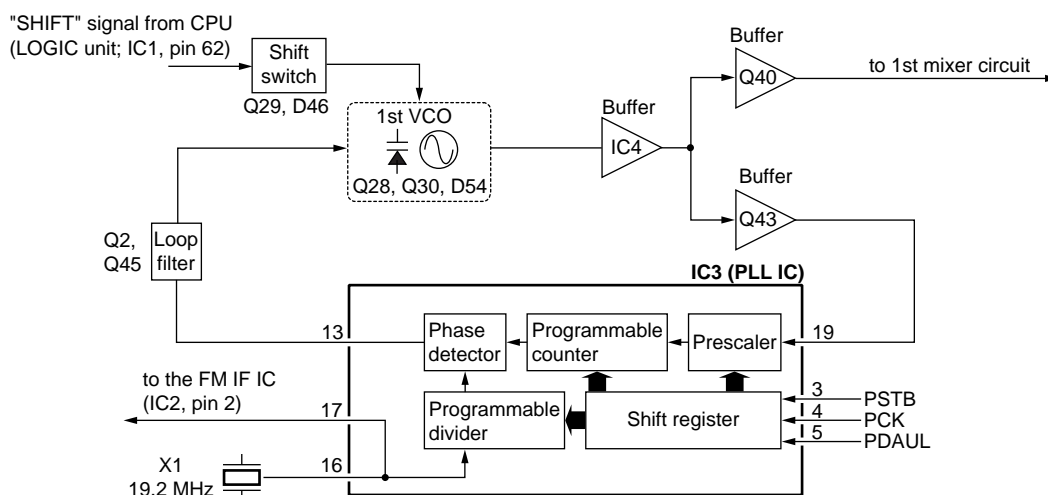 "SHIFT" signal from CPU
(LOGIC unit; IC1, pin 62)
Shift
switch
Q29, D46
1st VCO
Q28, Q30, D54
Buffer
IC4
Buffer
Q40
to 1st mixer circuit
Buffer
Q43
Q2,
Q45
Loop
filter
IC3 (PLL IC)
13
Phase
detector
Programmable
counter
Prescaler
19
to the FM IF IC
(IC2, pin 2)
17
Programmable
divider
Shift register
3
PSTB
4
PCK
5
PDAUL
X1
19.2 MHz
16